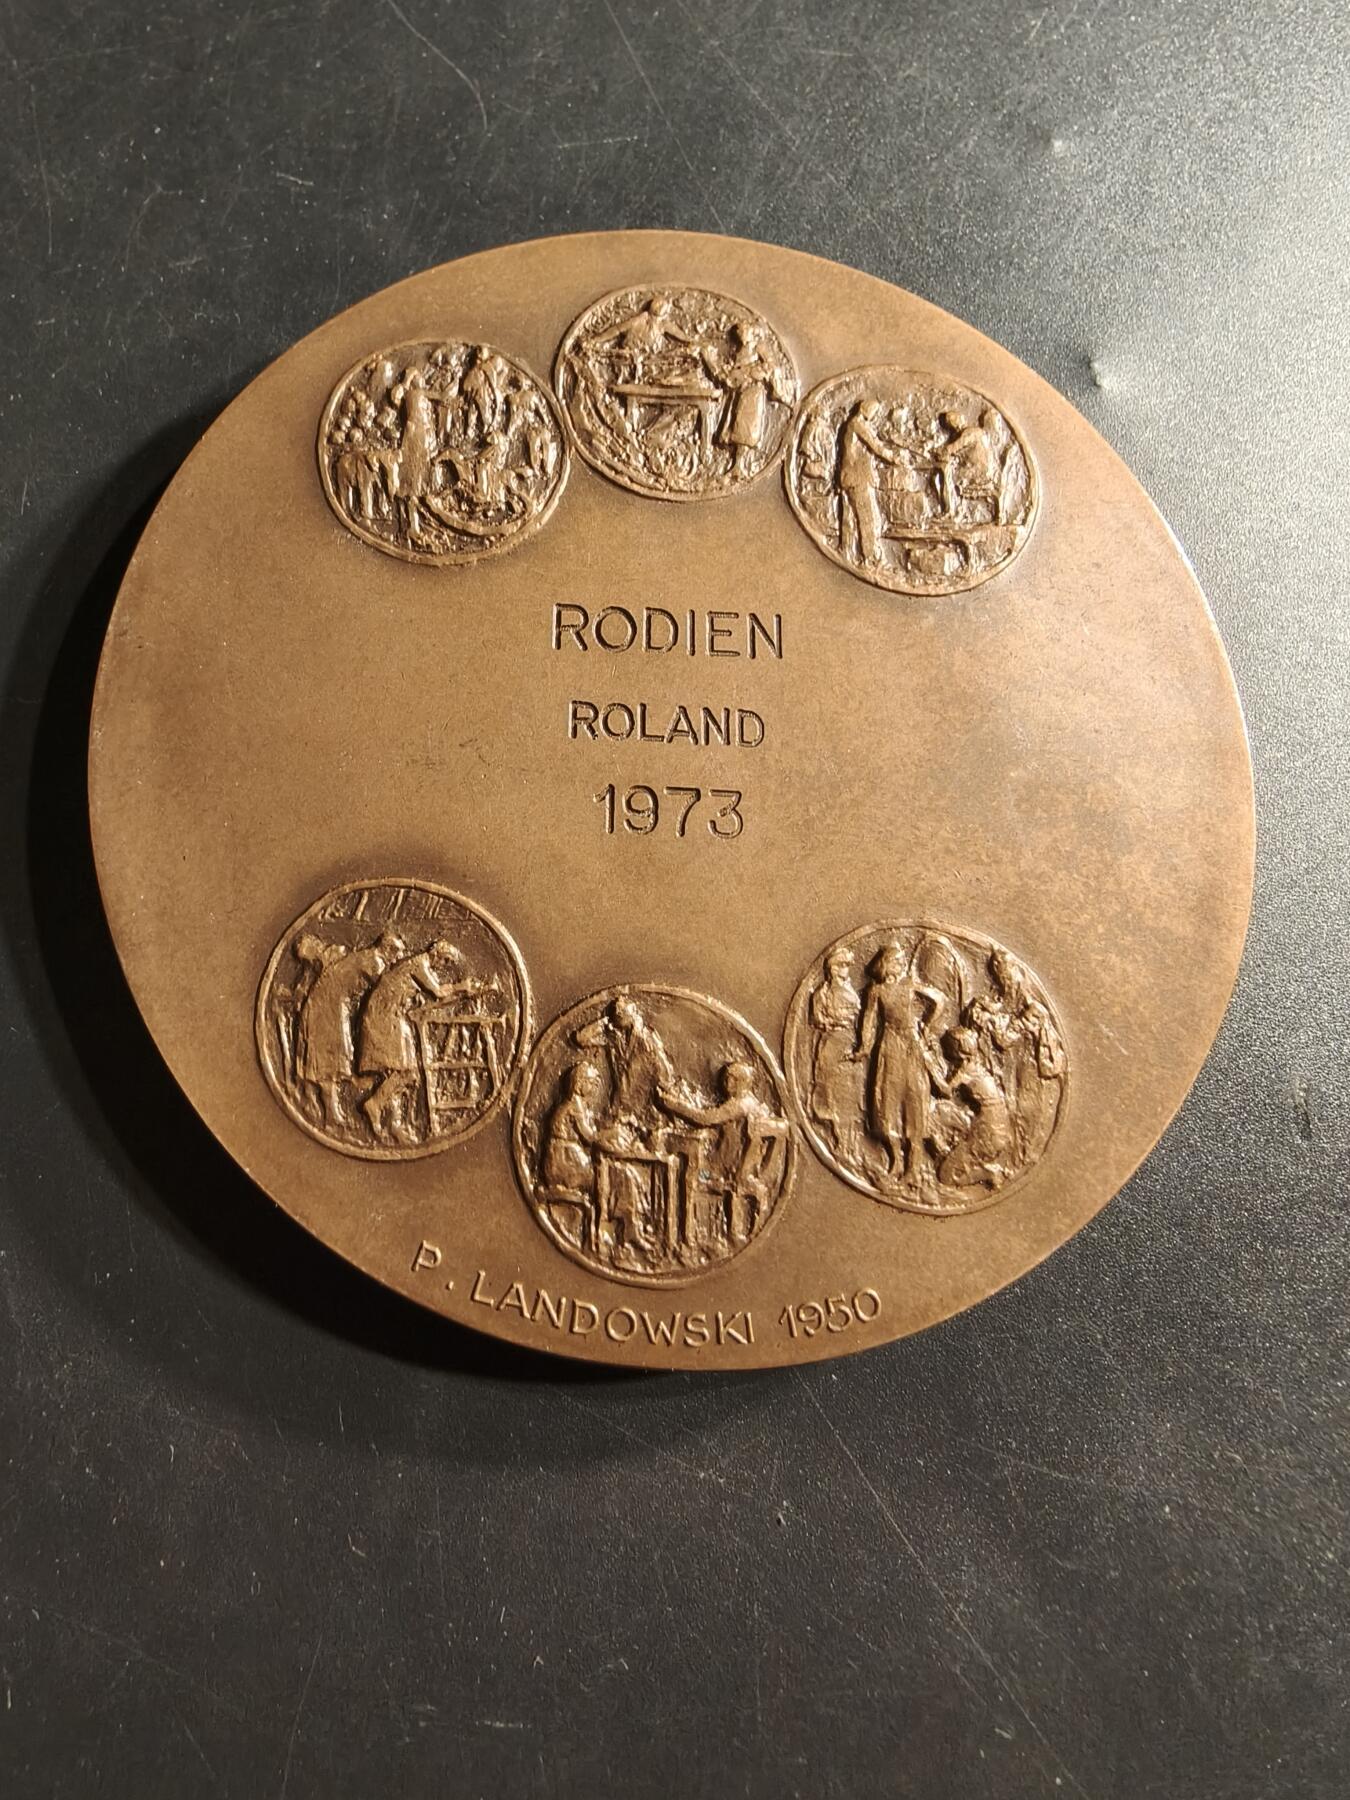 RODIEN
ROLAND
1973
P. LANDOWSKI 1950